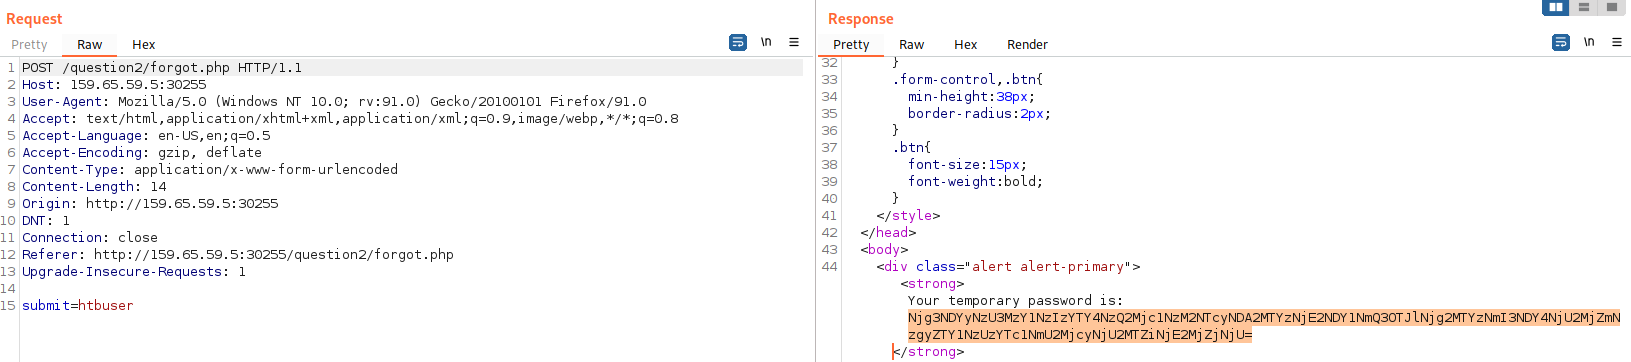 Request
Pretty Raw Hex
\n
1 POST /question2/forgot.php HTTP/1.1
2 Host: 159.65.59.5:30255
3 User-Agent: Mozilla/5.0 (Windows NT 10.0; rv:91.0) Gecko/20100101 Firefox/91.0
4 Accept: text/html,application/xhtml+xml,application/xml;q=0.9,image/webp,*/*;q=0.8
5 Accept-Language: en-US,en;q=0.5
6 Accept-Encoding: gzip, deflate
7 Content-Type: application/x-www-form-urlencoded
8 Content-Length: 14
9 Origin: http://159.65.59.5:30255
10 DNT: 1
11 Connection: close
12 Referer: http://159.65.59.5:30255/question2/forgot.php
13 Upgrade-Insecure-Requests: 1
14
15 submit=htbuser
Response
Pretty Raw Hex Render
\n
32 }
33 .form-control,.btn{
34 min-height:38px;
35 border-radius:2px;
36 }
37 .btn{
38 font-size:15px;
39 font-weight:bold;
40 }
41 </style>
42 </head>
43 <body>
44 <div class="alert alert-primary">
<strong>
Your temporary password is:
Njg3NDYyNzU3MzY1NzIzYTY4NzQ2Mjc1NzM2NTcyNDA2MTYzNjE2NDY1NmQ3OTJlNjg2MTYzNmI3NDY4NjU2MjZmN
zgyZTY1NzUzYTc1NmU2MjcyNjU2MTZiNjE2MjZjNjU=
</strong>